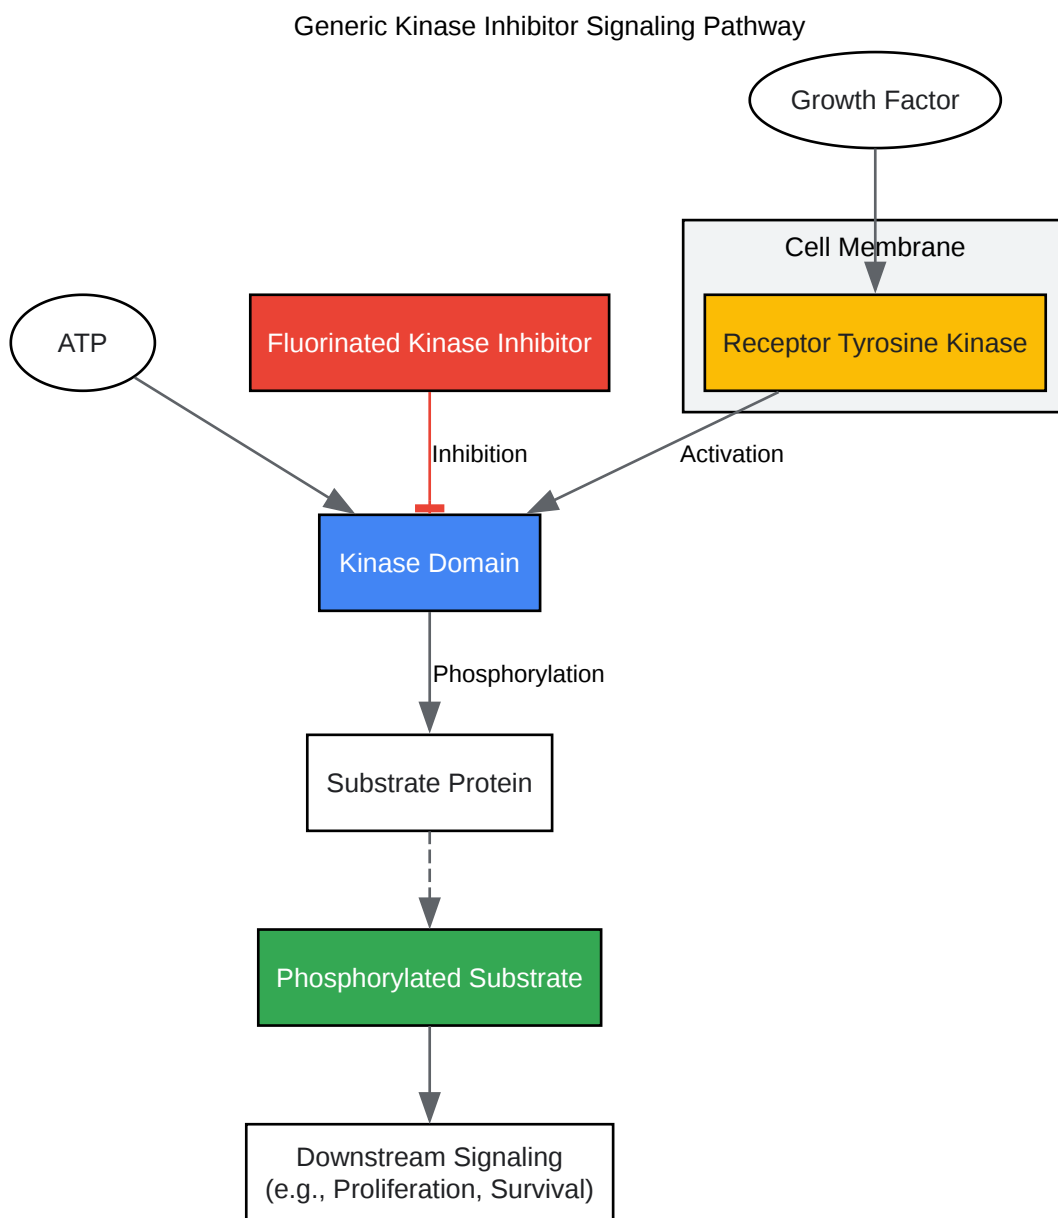 Generic Kinase Inhibitor Signaling Pathway
Growth Factor
Cell Membrane
ATP
Fluorinated Kinase Inhibitor
Receptor Tyrosine Kinase
Inhibition
Activation
Kinase Domain
Phosphorylation
Substrate Protein
Phosphorylated Substrate
Downstream Signaling
(e.g., Proliferation, Survival)